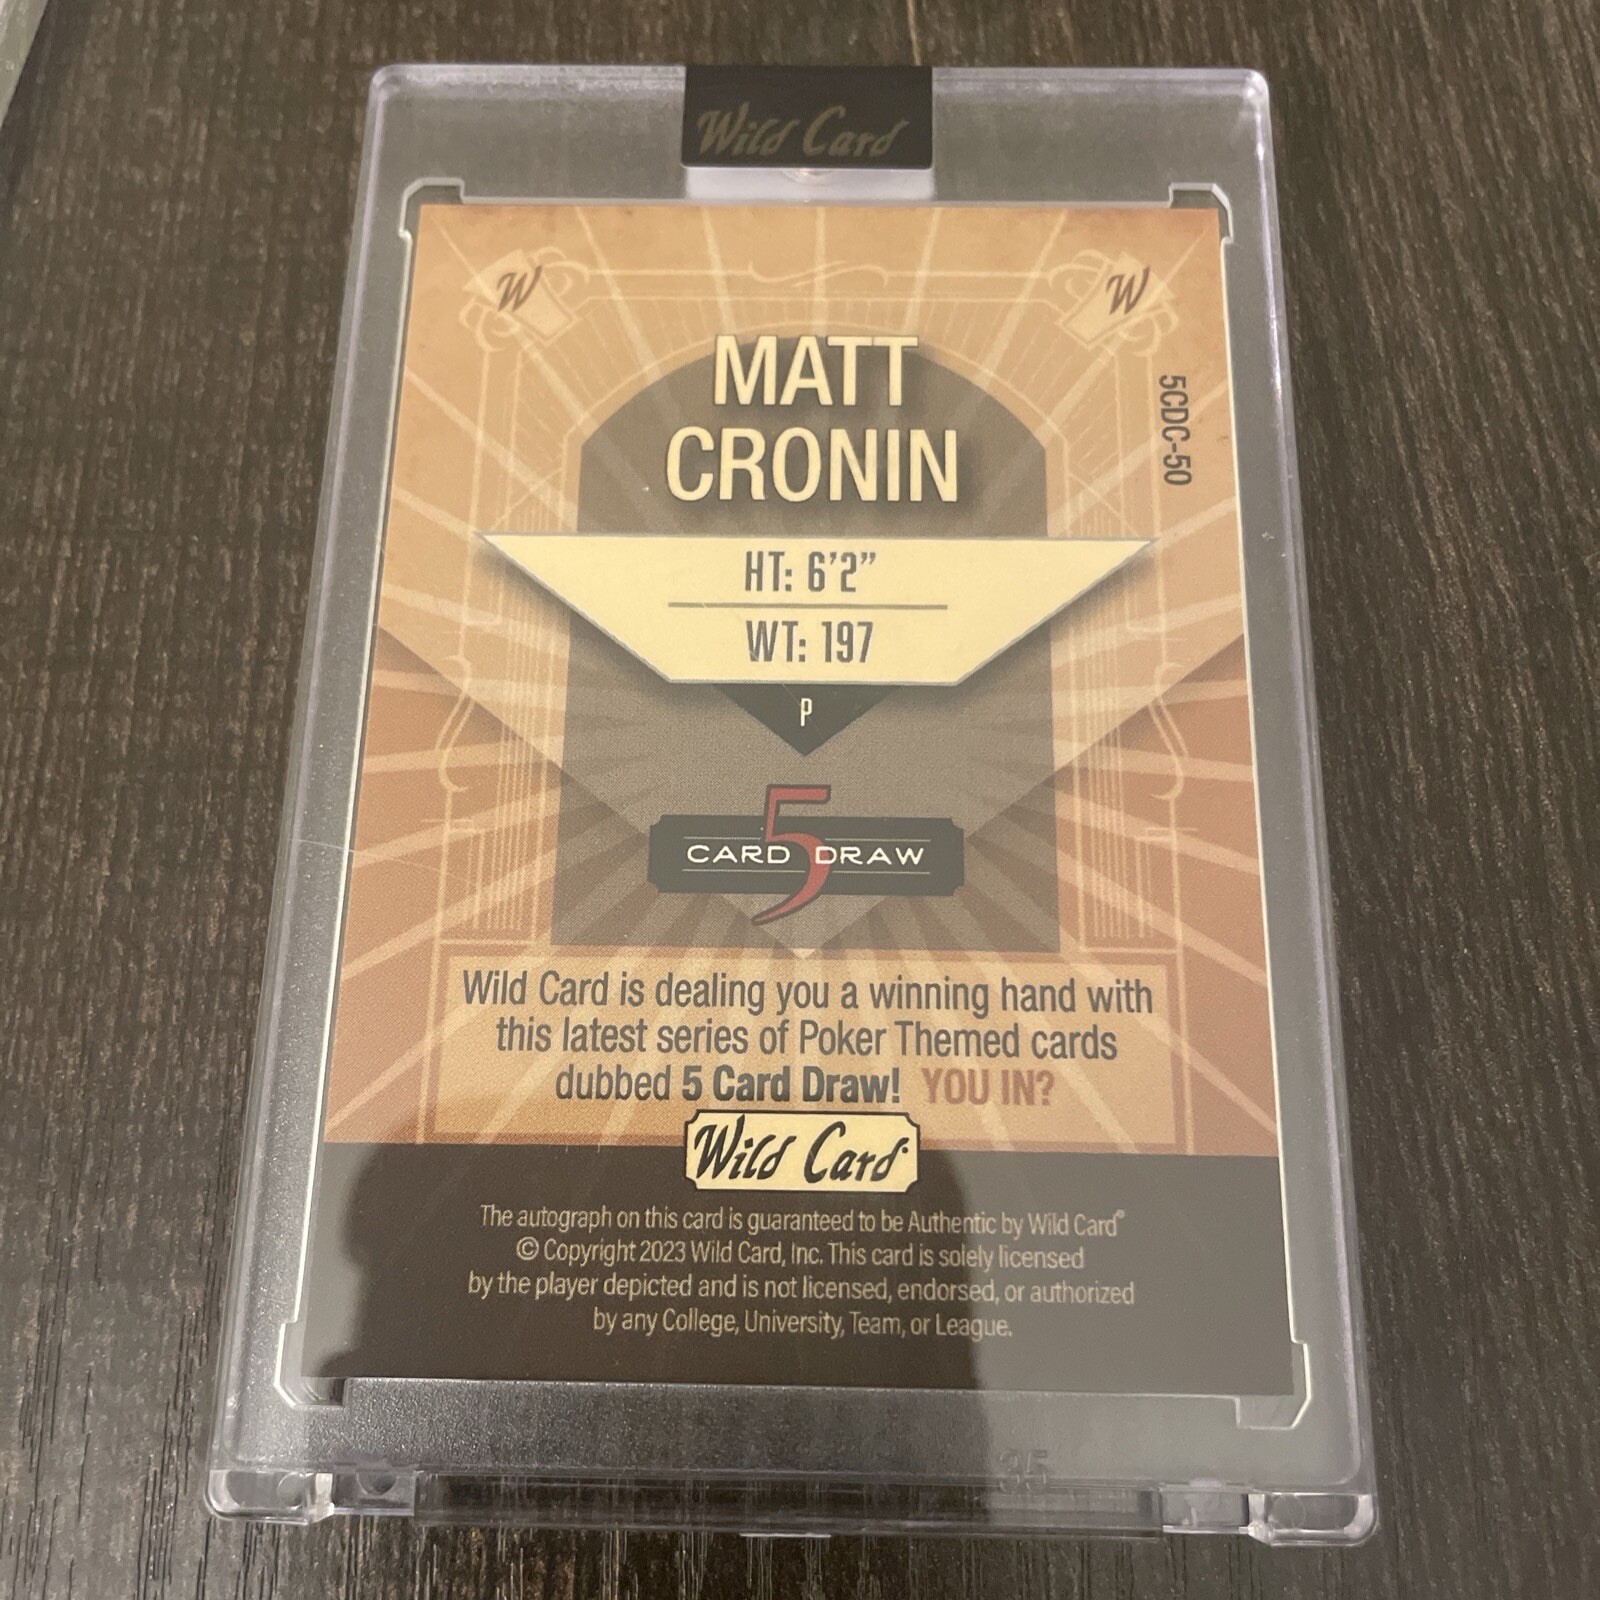 Wild Card
W
W
MATT
CRONIN
5CDC-50
HT: 6'2”
WT: 197
P
5
CARD DRAW
Wild Card is dealing you a winning hand with
this latest series of Poker Themed cards
dubbed 5 Card Draw! YOU IN?
Wild Card
The autograph on this card is guaranteed to be Authentic by Wild Card®
© Copyright 2023 Wild Card, Inc. This card is solely licensed
by the player depicted and is not licensed, endorsed, or authorized
by any College, University, Team, or League.
35